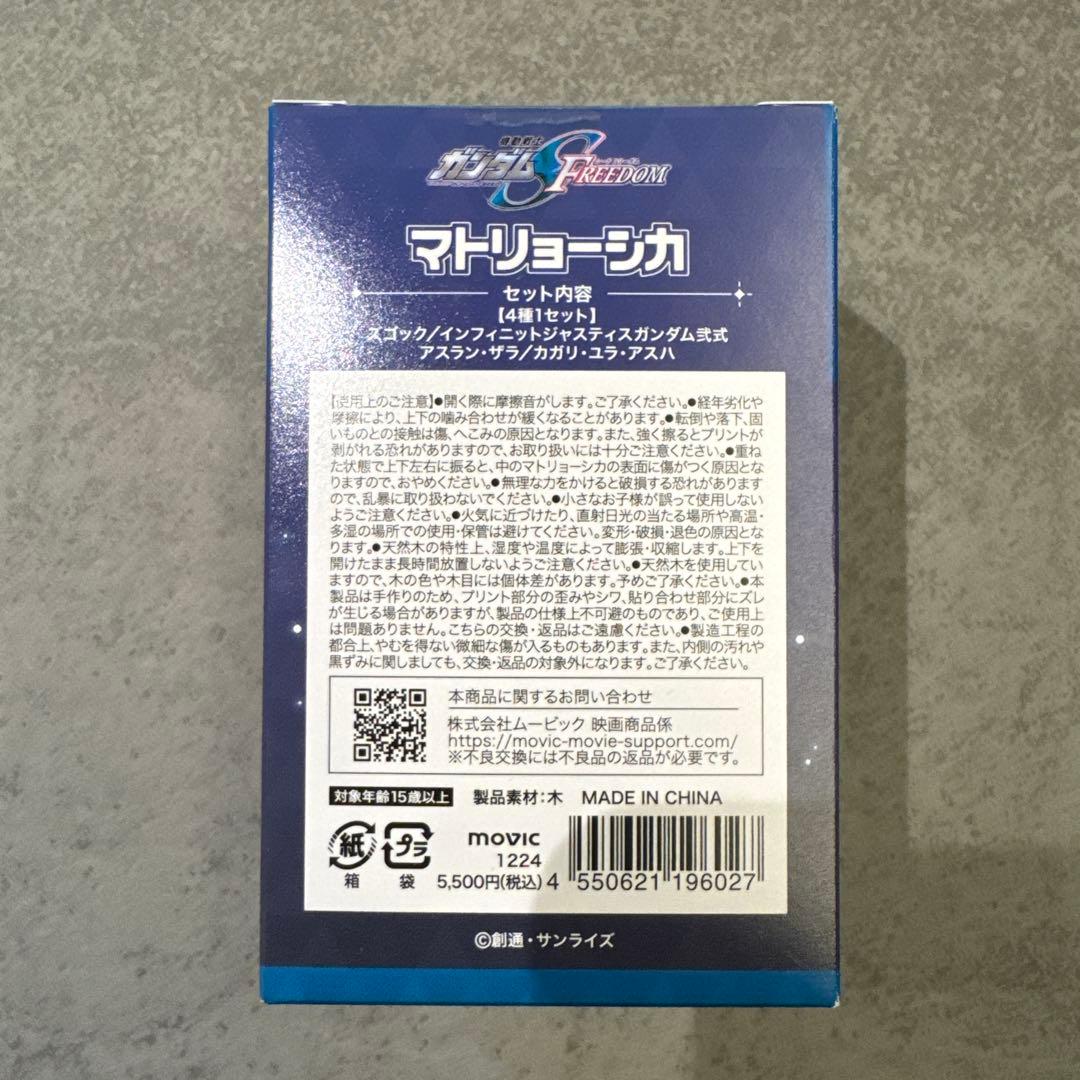 機動戦士
ガンダムSEED FREEDOM
マトリョーシカ
セット内容
【4種1セット】
ズゴック/インフィニットジャスティスガンダム弐式
アスラン・ザラ/カガリ・ユラ・アスハ
【使用上のご注意】●開く際に摩擦音がします。ご了承ください。●経年劣化や
摩擦により、上下の噛み合わせが緩くなることがあります。●転倒や落下、固
いものとの接触は傷、へこみの原因となります。また、強く擦るとプリントが
剥がれる恐れがありますので、お取り扱いには十分ご注意ください。●重ね
た状態で上下左右に振ると、中のマトリョーシカの表面に傷がつく原因とな
りますので、おやめください。●無理な力をかけると破損する恐れがあります
ので、乱暴に取り扱わないでください。●小さなお子様が誤って使用しない
ようご注意ください。●火気に近づけたり、直射日光の当たる場所や高温・
多湿の場所での使用・保管は避けてください。変形・破損・退色の原因とな
ります。●天然木の特性上、湿度や温度によって膨張・収縮します。上下を
開けたまま長時間放置しないようご注意ください。●天然木を使用してい
ますので、木の色や木目には個体差があります。予めご了承ください。●本
製品は手作りのため、プリント部分の歪みやシワ、貼り合わせ部分にズレ
が生じる場合がありますが、製品の仕様上不可避のものであり、ご使用上
は問題ありません。こちらの交換・返品はご遠慮ください。●製造工程の
都合上、やむを得ない微細な傷が入るものもあります。また、内側の汚れや
黒ずみに関しましても、交換・返品の対象外になります。ご了承ください。
本商品に関するお問い合わせ
株式会社ムービック 映画商品係
https://movic-movie-support.com/
※不良交換には不良品の返品が必要です。
対象年齢15歳以上 製品素材:木 MADE IN CHINA
紙 プラ movic
箱 袋 1224
5,500円(税込) 4 550621 196027
©創通・サンライズ